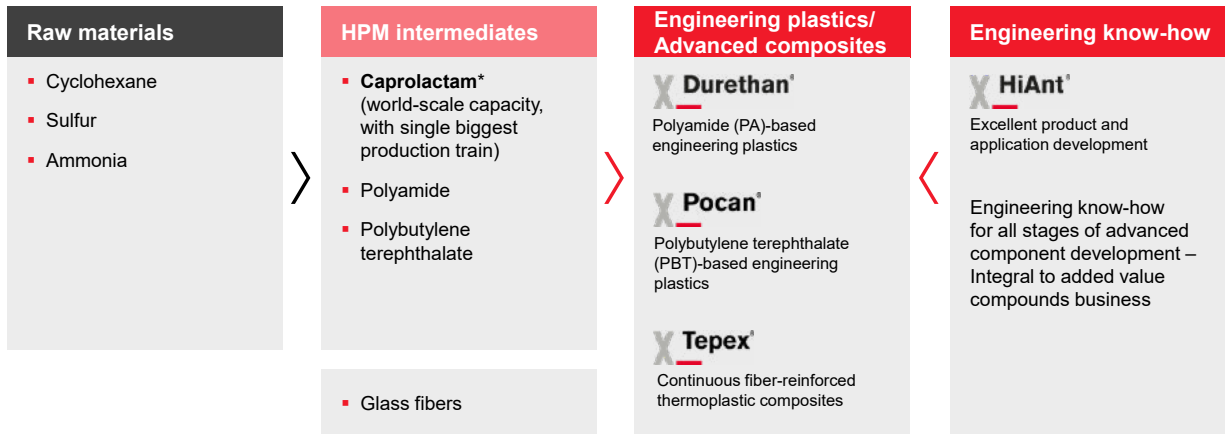 Raw materials
▪ Cyclohexane
▪ Sulfur
▪ Ammonia
HPM intermediates
▪ Caprolactam*
(world-scale capacity,
with single biggest
production train)
▪ Polyamide
▪ Polybutylene
terephthalate
▪ Glass fibers
Engineering plastics/
Advanced composites
X Durethan®
Polyamide (PA)-based
engineering plastics
X Pocan®
Polybutylene terephthalate
(PBT)-based engineering
plastics
X Tepex®
Continuous fiber-reinforced
thermoplastic composites
Engineering know-how
X HiAnt®
Excellent product and
application development
Engineering know-how
for all stages of advanced
component development –
Integral to added value
compounds business